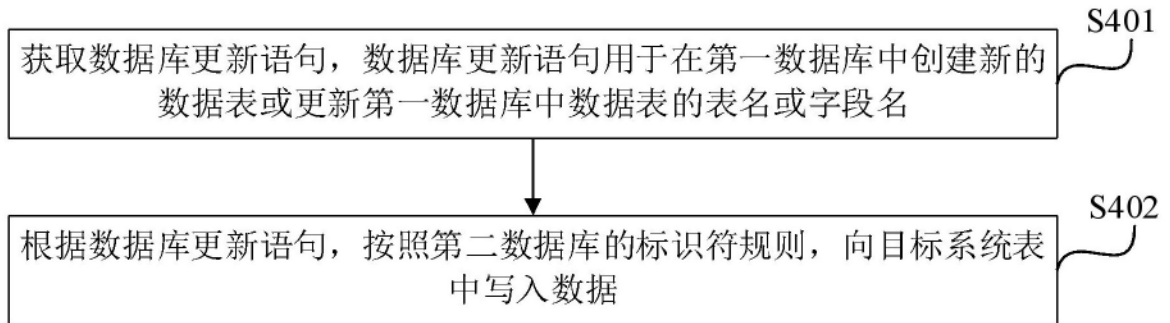 S401
获取数据库更新语句，数据库更新语句用于在第一数据库中创建新的
数据表或更新第一数据库中数据表的表名或字段名
S402
根据数据库更新语句，按照第二数据库的标识符规则，向目标系统表
中写入数据